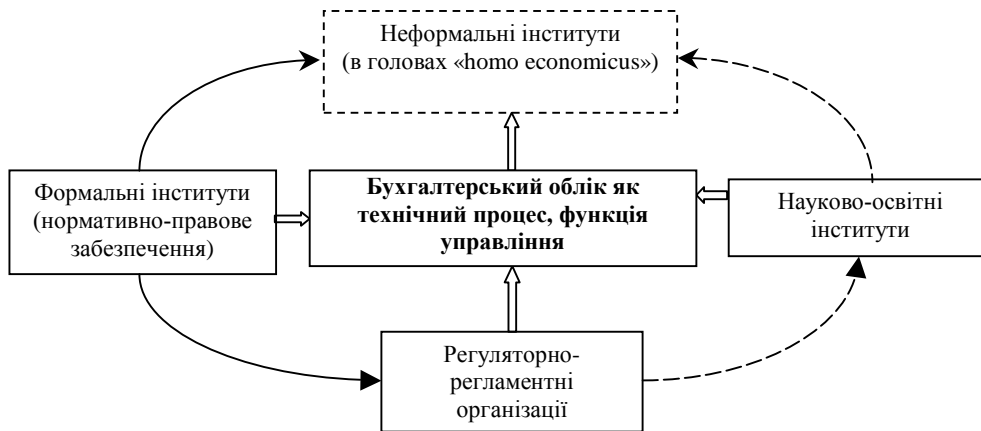 Неформальні інститути
(в головах «homo economicus»)
Формальні інститути
(нормативно-правове
забезпечення)
Бухгалтерський облік як
технічний процес, функція
управління
Науково-освітні
інститути
Регуляторно-
регламентні
організації